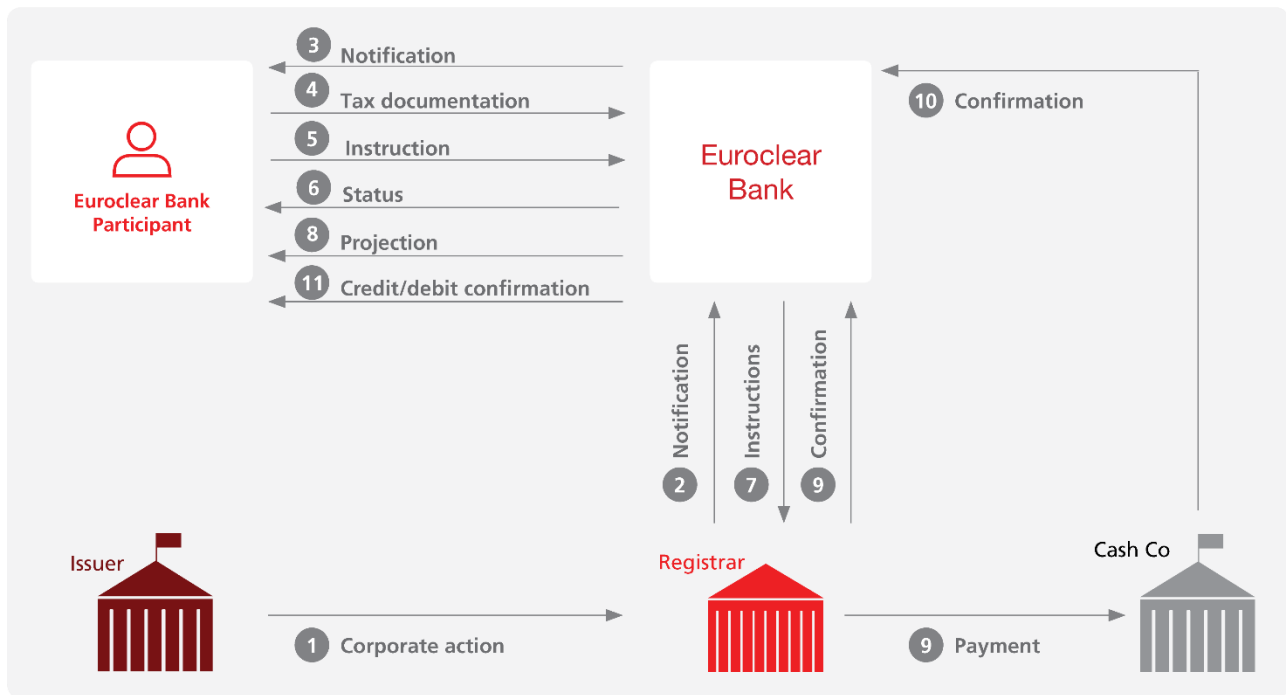 3 Notification
4 Tax documentation
5 Instruction
6 Status
8 Projection
11 Credit/debit confirmation
Euroclear Bank
Participant
Euroclear
Bank
10 Confirmation
2 Notification
7 Instructions
9 Confirmation
Issuer
1 Corporate action
Registrar
9 Payment
Cash Co